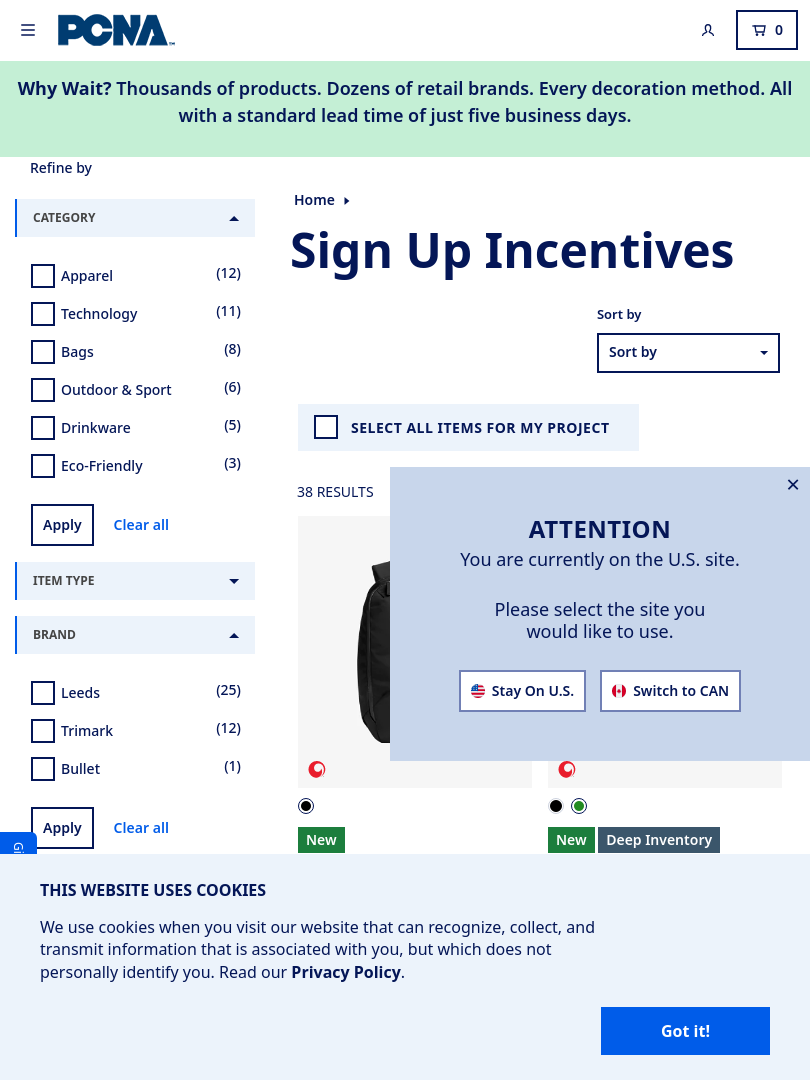 PCNA
0
Why Wait? Thousands of products. Dozens of retail brands. Every decoration method. All
with a standard lead time of just five business days.
Refine by
Home
CATEGORY
Sign Up Incentives
Apparel (12)
Technology (11)
Bags (8)
Outdoor & Sport (6)
Drinkware (5)
Eco-Friendly (3)
Apply Clear all
Sort by
Sort by
SELECT ALL ITEMS FOR MY PROJECT
38 RESULTS
ITEM TYPE
BRAND
Leeds (25)
Trimark (12)
Bullet (1)
Apply Clear all
ATTENTION
You are currently on the U.S. site.
Please select the site you
would like to use.
Stay On U.S. Switch to CAN
New
New Deep Inventory
THIS WEBSITE USES COOKIES
We use cookies when you visit our website that can recognize, collect, and
transmit information that is associated with you, but which does not
personally identify you. Read our Privacy Policy.
Got it!